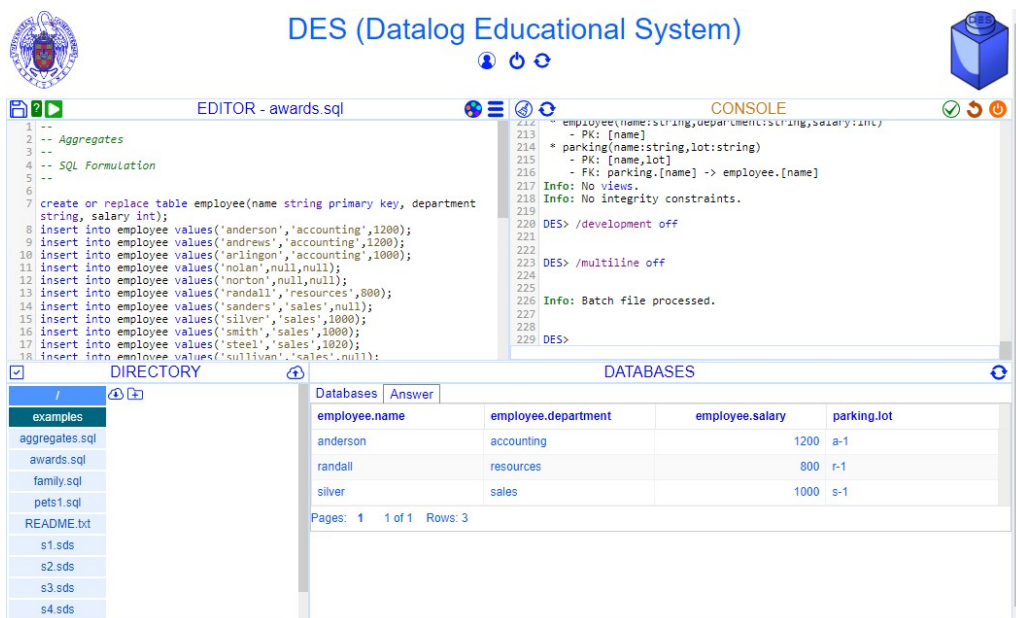 DES (Datalog Educational System)
DES
EDITOR - awards.sql
1 --
2 -- Aggregates
3 --
4 -- SQL Formulation
5 --
6
7 create or replace table employee(name string primary key, department
string, salary int);
8 insert into employee values('anderson','accounting',1200);
9 insert into employee values('andrews','accounting',1200);
10 insert into employee values('arlingon','accounting',1000);
11 insert into employee values('nolan',null,null);
12 insert into employee values('norton',null,null);
13 insert into employee values('randall','resources',800);
14 insert into employee values('sanders','sales',null);
15 insert into employee values('silver','sales',1000);
16 insert into employee values('smith','sales',1000);
17 insert into employee values('steel','sales',1020);
18 insert into employee values('sullivan','sales',null);
CONSOLE
212 * employee(name:string,department:string,salary:int)
213 - PK: [name]
214 * parking(name:string,lot:string)
215 - PK: [name,lot]
216 - FK: parking.[name] -> employee.[name]
217 Info: No views.
218 Info: No integrity constraints.
219
220 DES> /development off
221
222
223 DES> /multiline off
224
225
226 Info: Batch file processed.
227
228
229 DES>
DIRECTORY
/
examples
aggregates.sql
awards.sql
family.sql
pets1.sql
README.txt
s1.sds
s2.sds
s3.sds
s4.sds
DATABASES
Databases Answer
employee.name employee.department employee.salary parking.lot
anderson accounting 1200 a-1
randall resources 800 r-1
silver sales 1000 s-1
Pages: 1 1 of 1 Rows: 3